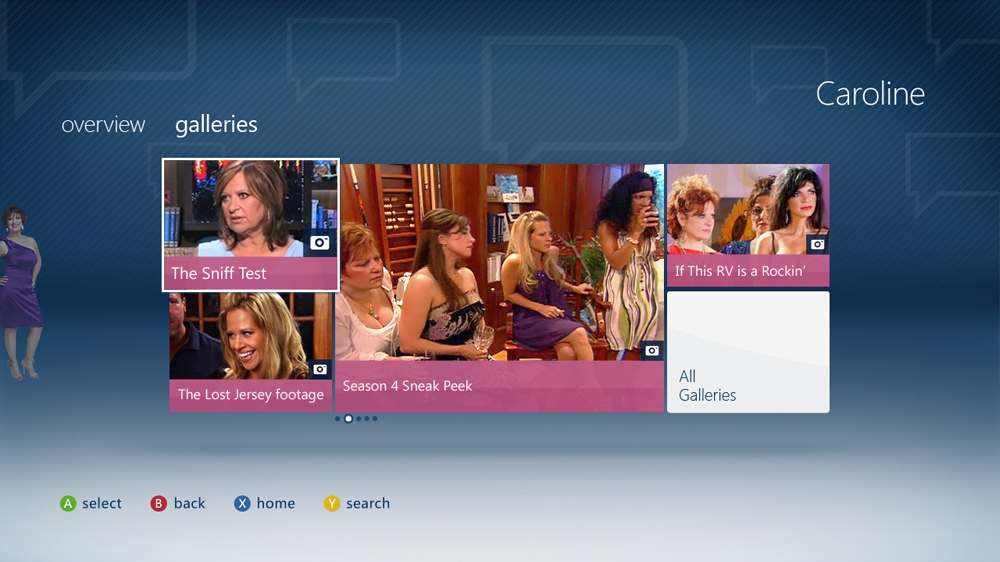 Caroline
overview galleries
The Sniff Test
The Lost Jersey footage
Season 4 Sneak Peek
If This RV is a Rockin'
All
Galleries
A select B back X home Y search